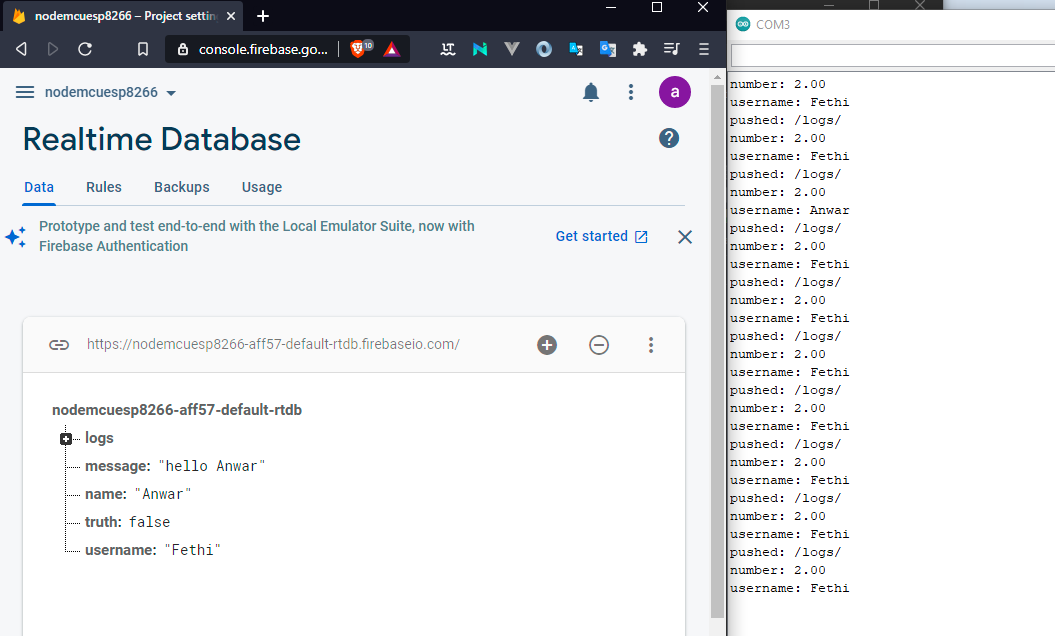 nodemcuesp8266 – Project settin
console.firebase.go...
10
nodemcuesp8266
a
Realtime Database
Data Rules Backups Usage
Prototype and test end-to-end with the Local Emulator Suite, now with
Firebase Authentication
Get started
https://nodemcuesp8266-aff57-default-rtdb.firebaseio.com/
nodemcuesp8266-aff57-default-rtdb
logs
message: "hello Anwar"
name: "Anwar"
truth: false
username: "Fethi"
COM3
number: 2.00
username: Fethi
pushed: /logs/
number: 2.00
username: Fethi
pushed: /logs/
number: 2.00
username: Anwar
pushed: /logs/
number: 2.00
username: Fethi
pushed: /logs/
number: 2.00
username: Fethi
pushed: /logs/
number: 2.00
username: Fethi
pushed: /logs/
number: 2.00
username: Fethi
pushed: /logs/
number: 2.00
username: Fethi
pushed: /logs/
number: 2.00
username: Fethi
pushed: /logs/
number: 2.00
username: Fethi